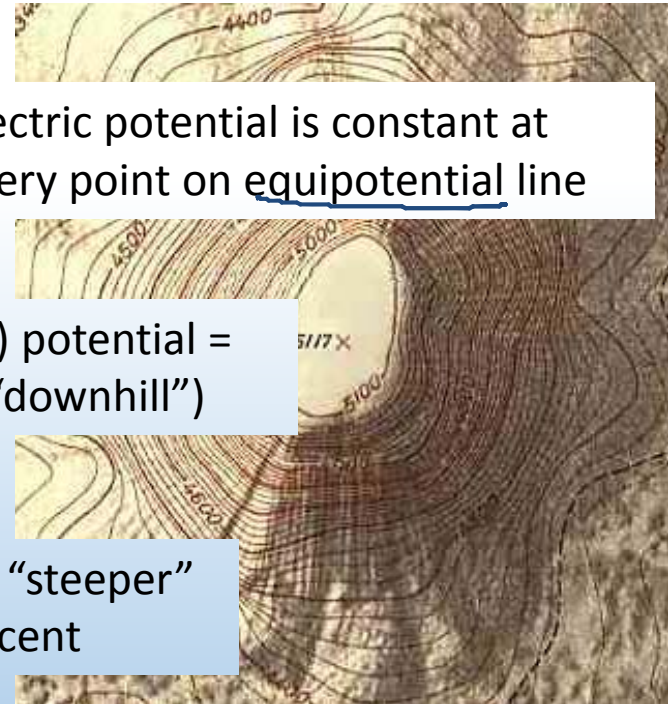 4400
ectric potential is constant at
ery point on equipotential line
4500
5000
) potential =
5117 ×
"downhill")
5100
4600
"steeper"
cent